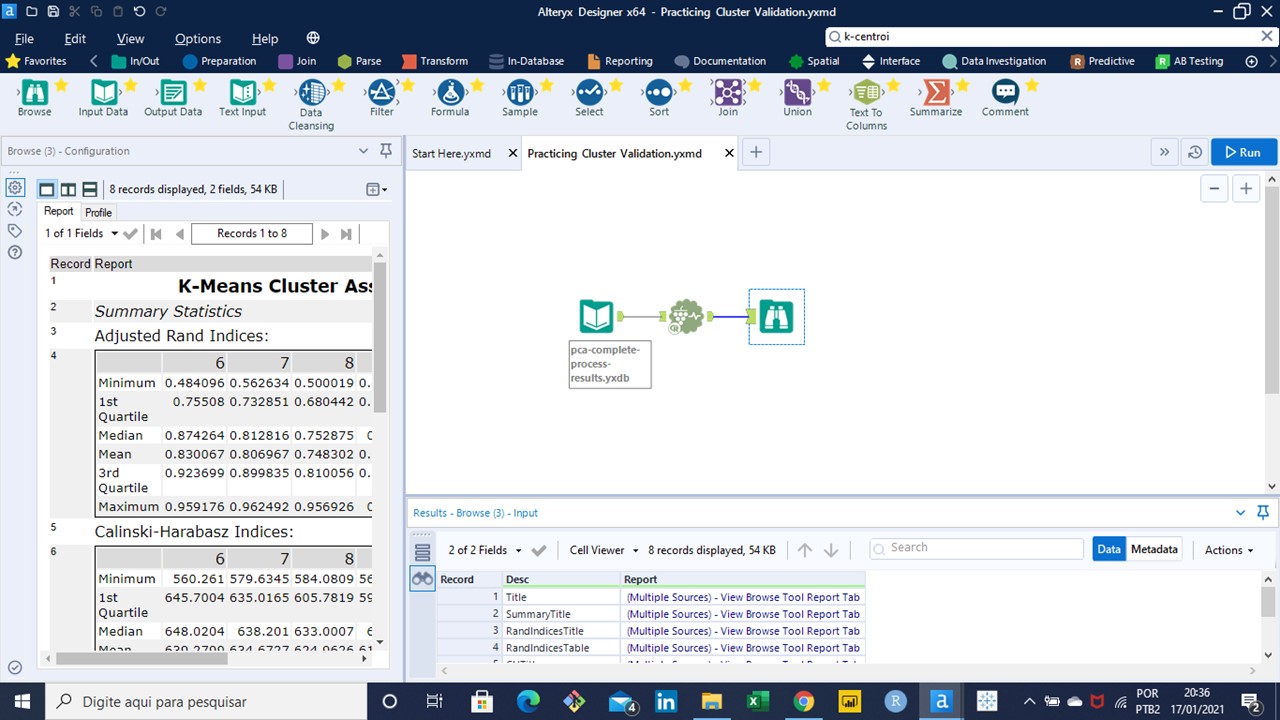 Alteryx Designer x64 - Practicing Cluster Validation.yxmd
File Edit View Options Help
k-centroi
Favorites In/Out Preparation Join Parse Transform In-Database Reporting Documentation Spatial Interface Data Investigation Predictive AB Testing
Browse Input Data Output Data Text Input Data Cleansing Filter Formula Sample Select Sort Join Union Text To Columns Summarize Comment
Browse (3) - Configuration
Start Here.yxmd
Practicing Cluster Validation.yxmd
Run
8 records displayed, 2 fields, 54 KB
Report Profile
1 of 1 Fields
Records 1 to 8
Record Report
1 K-Means Cluster Ass
2 Summary Statistics
3 Adjusted Rand Indices:
4
6 7 8
Minimum 0.484096 0.562634 0.500019 0.
1st Quartile 0.75508 0.732851 0.680442 0.
Median 0.874264 0.812816 0.752875 0
Mean 0.830067 0.806967 0.748302 0.
3rd Quartile 0.923699 0.899835 0.810056 0.
Maximum 0.959176 0.962492 0.956926 0
5 Calinski-Harabasz Indices:
6
6 7 8
Minimum 560.261 579.6345 584.0809 56
1st Quartile 645.7004 635.0165 605.7819 59
Median 648.0204 638.201 633.0007 6
pca-complete-
process-
results.yxdb
Results - Browse (3) - Input
2 of 2 Fields Cell Viewer 8 records displayed, 54 KB Search Data Metadata Actions
Record Desc Report
1 Title (Multiple Sources) - View Browse Tool Report Tab
2 SummaryTitle (Multiple Sources) - View Browse Tool Report Tab
3 RandIndicesTitle (Multiple Sources) - View Browse Tool Report Tab
4 RandIndicesTable (Multiple Sources) - View Browse Tool Report Tab
Digite aqui para pesquisar
4
POR
PTB2
20:36
17/01/2021
2